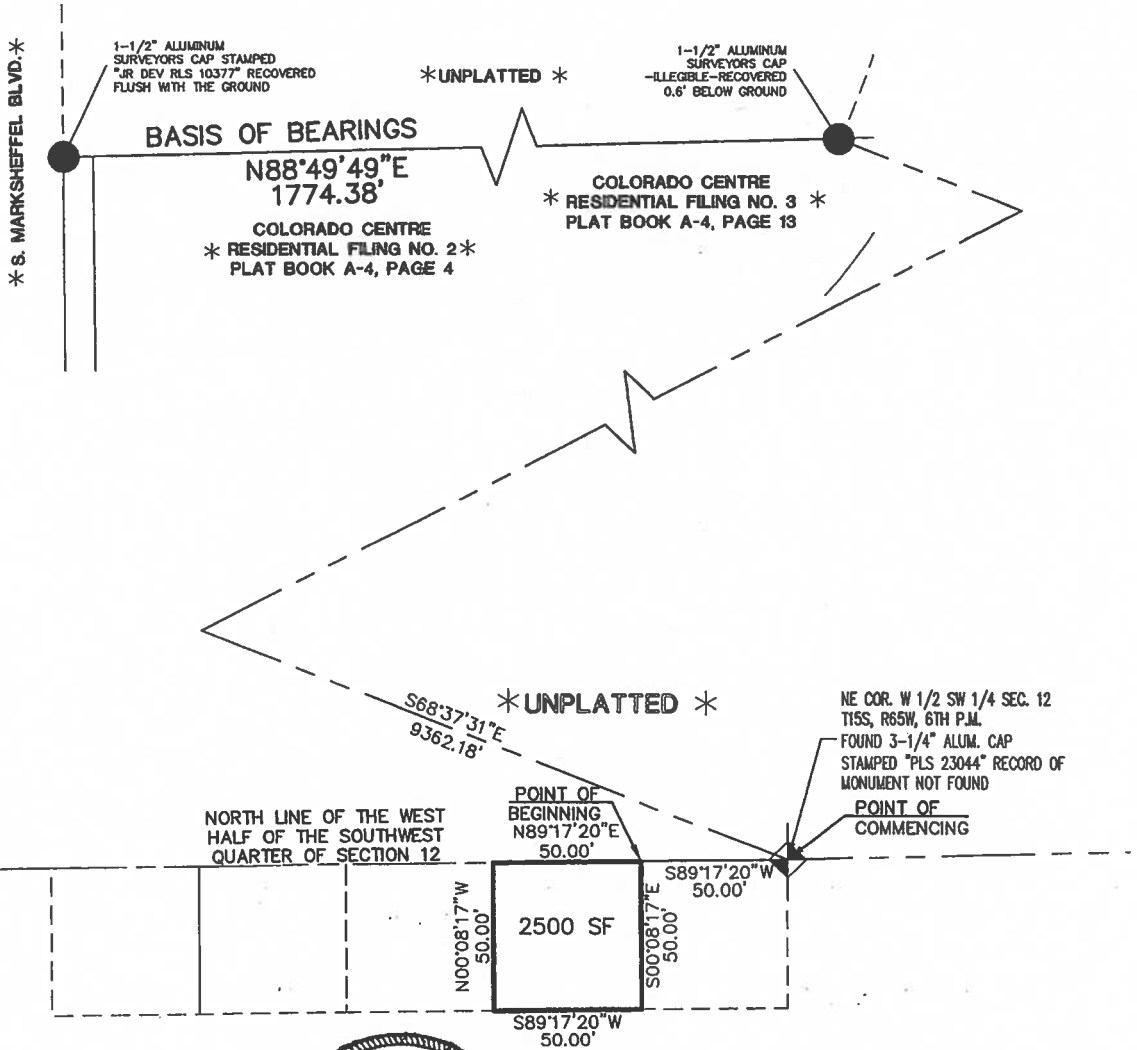 *S. MARKSHEFFEL BLVD.*
1-1/2" ALUMINUM
SURVEYORS CAP STAMPED
"JR DEV RLS 10377" RECOVERED
FLUSH WITH THE GROUND
*UNPLATTED *
1-1/2" ALUMINUM
SURVEYORS CAP
-ILLEGIBLE-RECOVERED
0.6' BELOW GROUND
BASIS OF BEARINGS
N88°49'49"E
1774.38'
COLORADO CENTRE
* RESIDENTIAL FILING NO. 2*
PLAT BOOK A-4, PAGE 4
COLORADO CENTRE
* RESIDENTIAL FILING NO. 3 *
PLAT BOOK A-4, PAGE 13
S68°37'31"E
9362.18'
*UNPLATTED *
NE COR. W 1/2 SW 1/4 SEC. 12
T15S, R65W, 6TH P.M.
FOUND 3-1/4" ALUM. CAP
STAMPED "PLS 23044" RECORD OF
MONUMENT NOT FOUND
POINT OF
COMMENCING
POINT OF
BEGINNING
N89°17'20"E
50.00'
NORTH LINE OF THE WEST
HALF OF THE SOUTHWEST
QUARTER OF SECTION 12
S89°17'20"W
50.00'
N00°08'17"W
50.00'
2500 SF
S00°08'17"E
50.00'
S89°17'20"W
50.00'